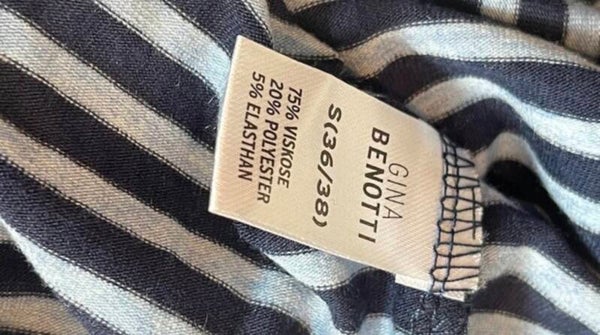 GINA
BENOTTI
S(36/38)
75% VISKOSE
20% POLYESTER
5% ELASTHAN